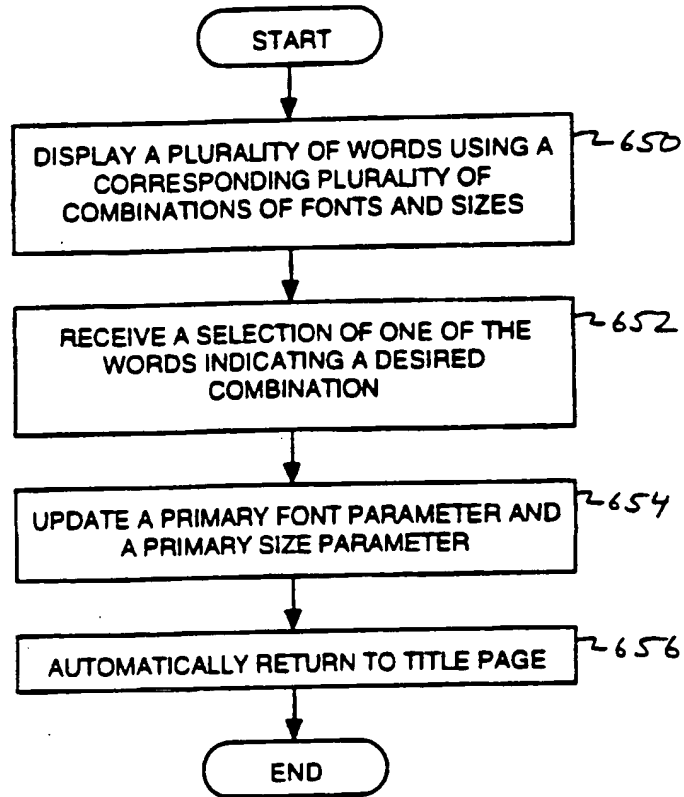 START
DISPLAY A PLURALITY OF WORDS USING A
CORRESPONDING PLURALITY OF
COMBINATIONS OF FONTS AND SIZES
650
RECEIVE A SELECTION OF ONE OF THE
WORDS INDICATING A DESIRED
COMBINATION
652
UPDATE A PRIMARY FONT PARAMETER AND
A PRIMARY SIZE PARAMETER
654
AUTOMATICALLY RETURN TO TITLE PAGE
656
END